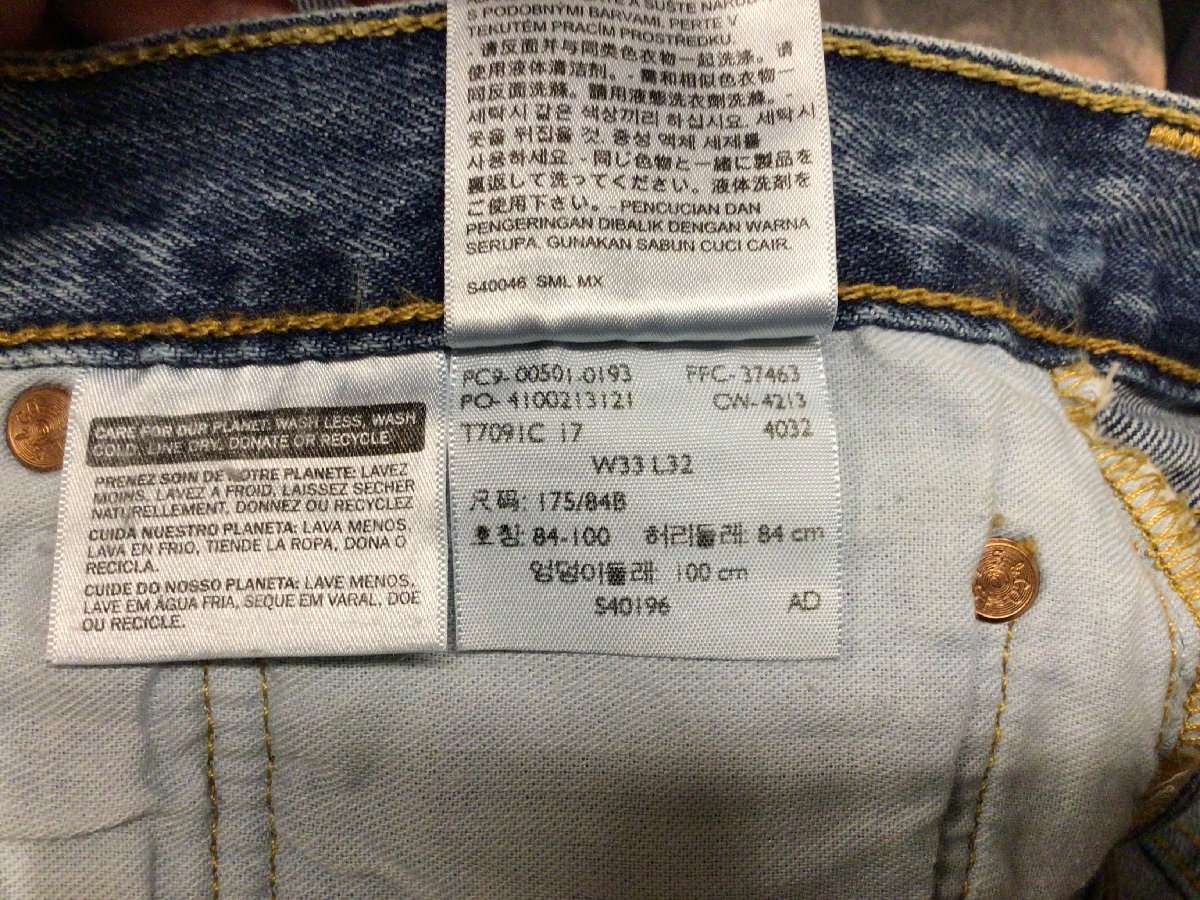 E A SUŠTE NARUB
S PODOBNÝMI BARVAMI. PERTE V
TEKUTÉM PRACÍM PROSTŘEDKU.
- 请反面并与同类色衣物一起洗涤。请
使用液体清洁剂。- 需和相似色衣物一
同反面洗滌。請用液態洗衣劑洗滌。-
세탁시 같은 색상끼리 하십시요. 세탁시
옷을 뒤집을 것. 중성 액체 세제를
사용하세요. - 同じ色物と一緒に製品を
裏返して洗ってください。液体洗剤を
ご使用下さい。- PENCUCIAN DAN
PENGERINGAN DIBALIK DENGAN WARNA
SERUPA. GUNAKAN SABUN CUCI CAIR.
S40046 SML MX
CARE FOR OUR PLANET: WASH LESS, WASH
COLD, LINE DRY, DONATE OR RECYCLE
PRENEZ SOIN DE NOTRE PLANETE: LAVEZ
MOINS, LAVEZ A FROID, LAISSEZ SECHER
NATURELLEMENT, DONNEZ OU RECYCLEZ
CUIDA NUESTRO PLANETA: LAVA MENOS,
LAVA EN FRIO, TIENDE LA ROPA, DONA O
RECICLA.
CUIDE DO NOSSO PLANETA: LAVE MENOS,
LAVE EM ÁGUA FRIA, SEQUE EM VARAL, DOE
OU RECICLE.
PC9-00501-0193 FFC-37463
PO-4100213121 CW-4213
T7091C 17 4032
W33 L32
尺码: 175/84B
호칭: 84-100 허리둘레: 84 cm
엉덩이둘레: 100 cm
S40196 AD